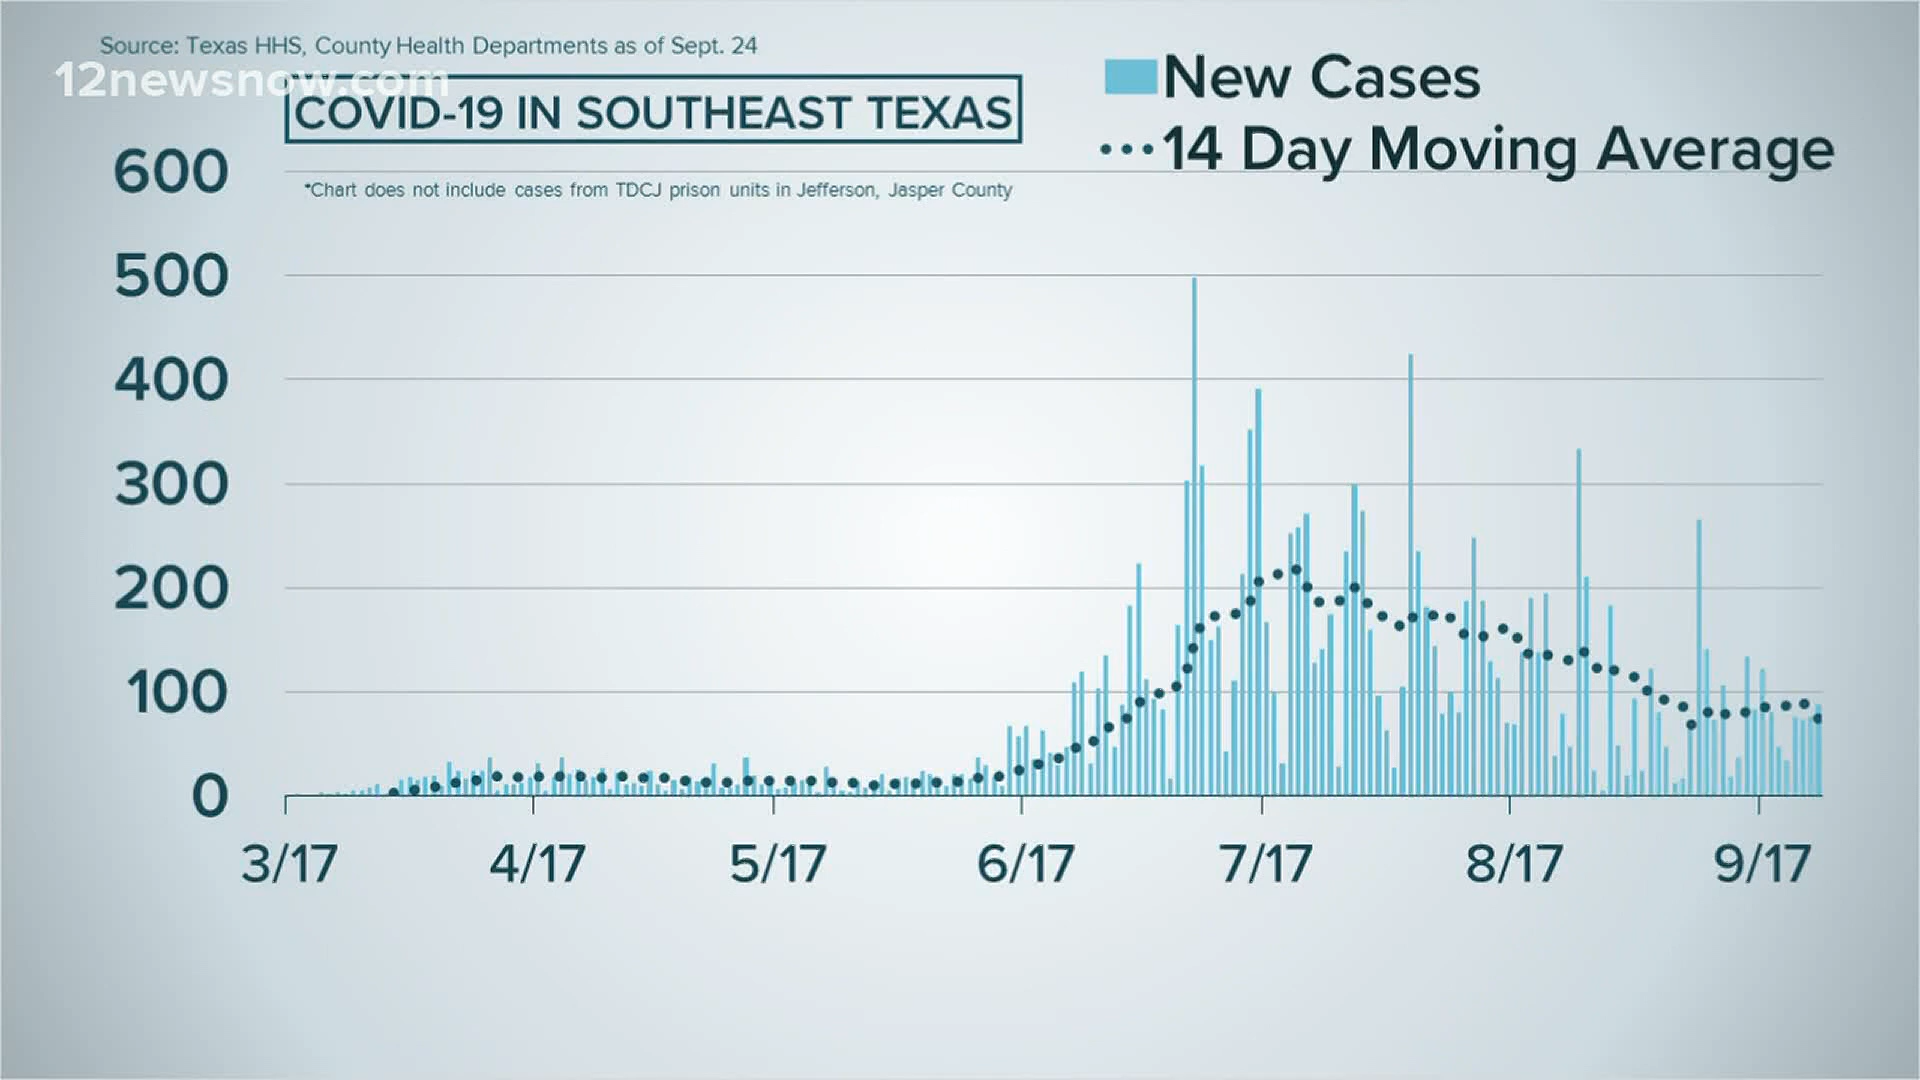 Source: Texas HHS, County Health Departments as of Sept. 24
12newsnow.com
COVID-19 IN SOUTHEAST TEXAS
New Cases
14 Day Moving Average
*Chart does not include cases from TDCJ prison units in Jefferson, Jasper County
600
500
400
300
200
100
0
3/17 4/17 5/17 6/17 7/17 8/17 9/17